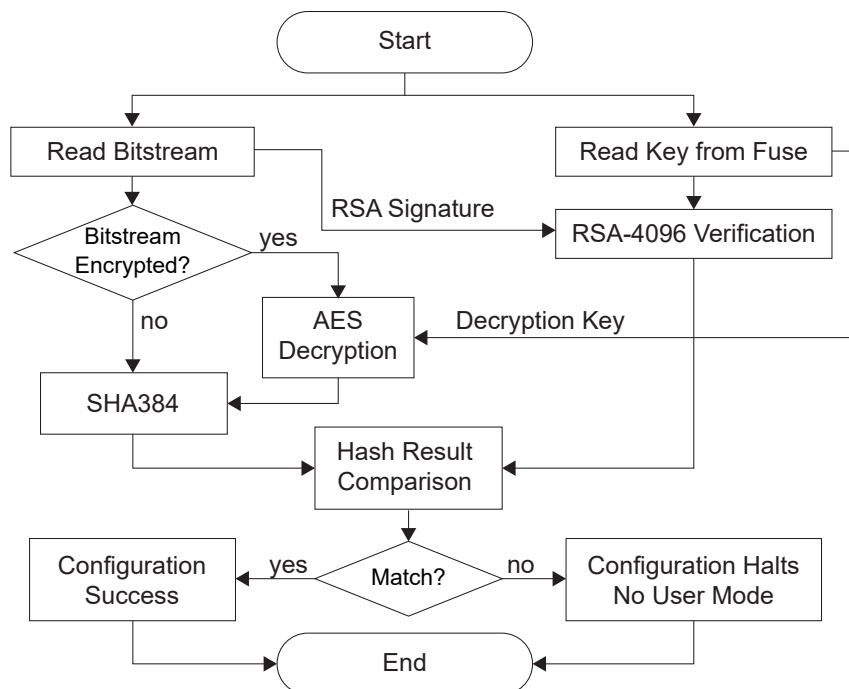 Start
Read Bitstream
Read Key from Fuse
RSA Signature
RSA-4096 Verification
Bitstream
Encrypted?
yes
no
AES
Decryption
Decryption Key
SHA384
Hash Result
Comparison
Configuration
Success
yes
Match?
no
Configuration Halts
No User Mode
End